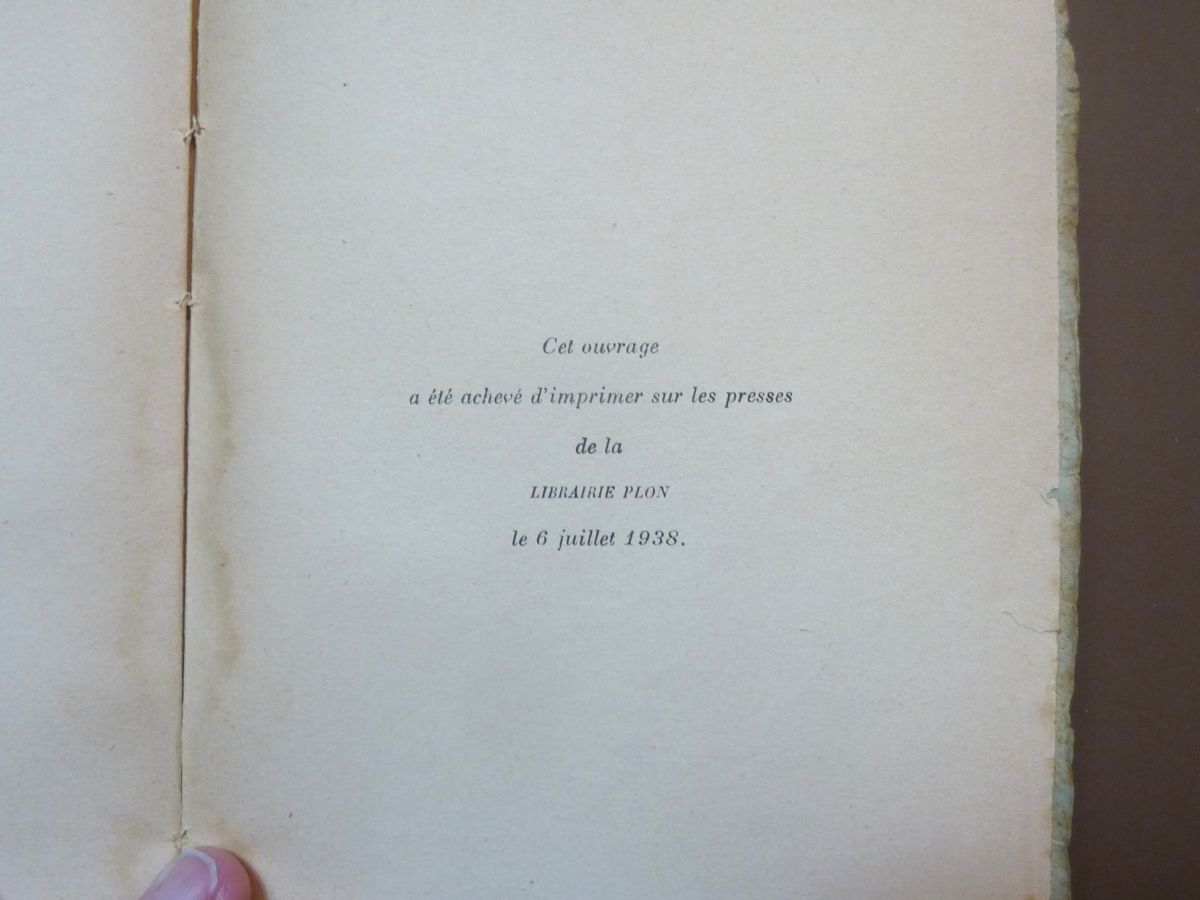 Cet ouvrage
a été achevé d'imprimer sur les presses
de la
LIBRAIRIE PLON
le 6 juillet 1938.